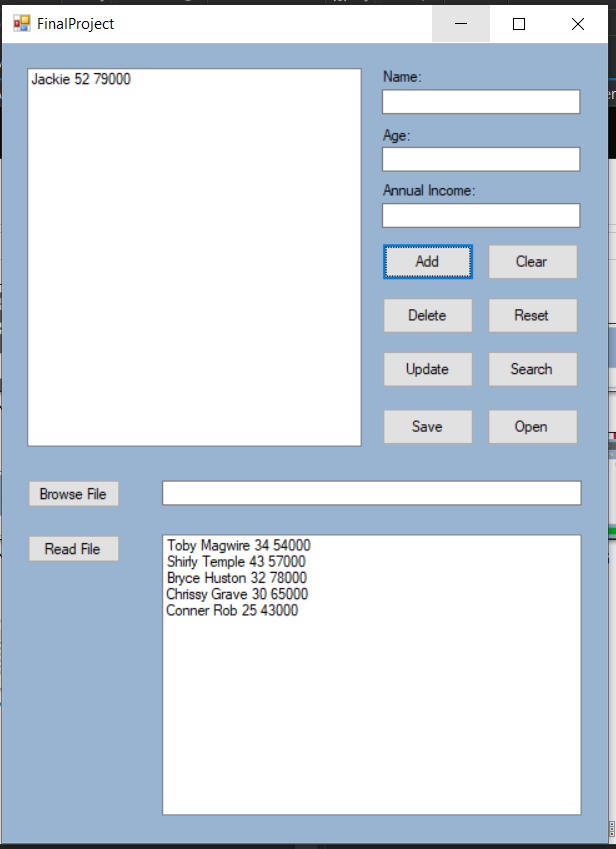 FinalProject
Jackie 52 79000
Name:
Age:
Annual Income:
Add
Clear
Delete
Reset
Update
Search
Save
Open
Browse File
Read File
Toby Magwire 34 54000
Shirly Temple 43 57000
Bryce Huston 32 78000
Chrissy Grave 30 65000
Conner Rob 25 43000